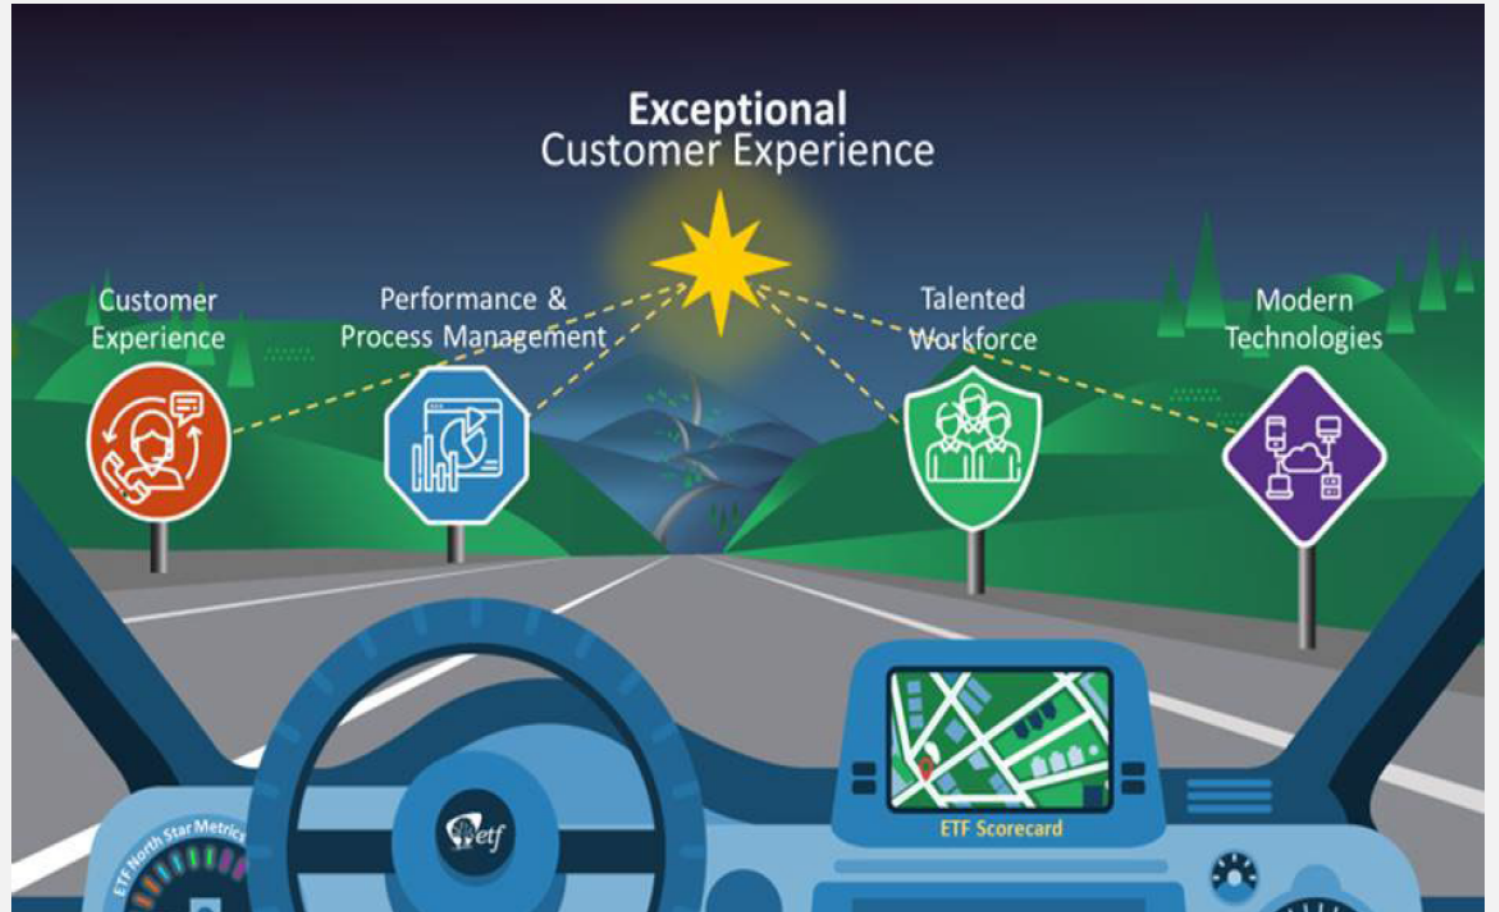 Exceptional
Customer Experience
Customer
Experience
Performance &
Process Management
Talented
Workforce
Modern
Technologies
ETF North Star Metrics
etf
ETF Scorecard